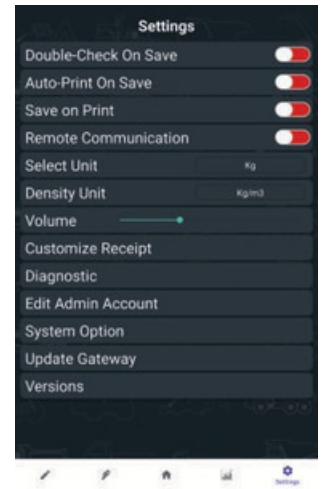 Settings
Double-Check On Save
Auto-Print On Save
Save on Print
Remote Communication
Select Unit Kg
Density Unit Kg/m3
Volume
Customize Receipt
Diagnostic
Edit Admin Account
System Option
Update Gateway
Versions
Settings